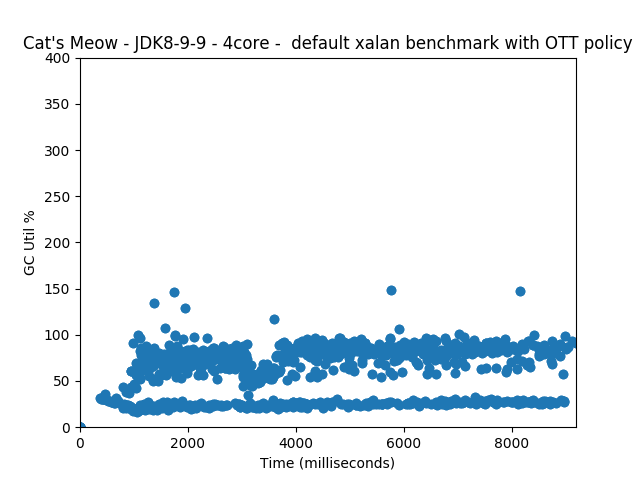 Cat's Meow - JDK8-9-9 - 4core -  default xalan benchmark with OTT policy
400
350
300
250
200
150
100
50
0
GC Util %
0 2000 4000 6000 8000
Time (milliseconds)